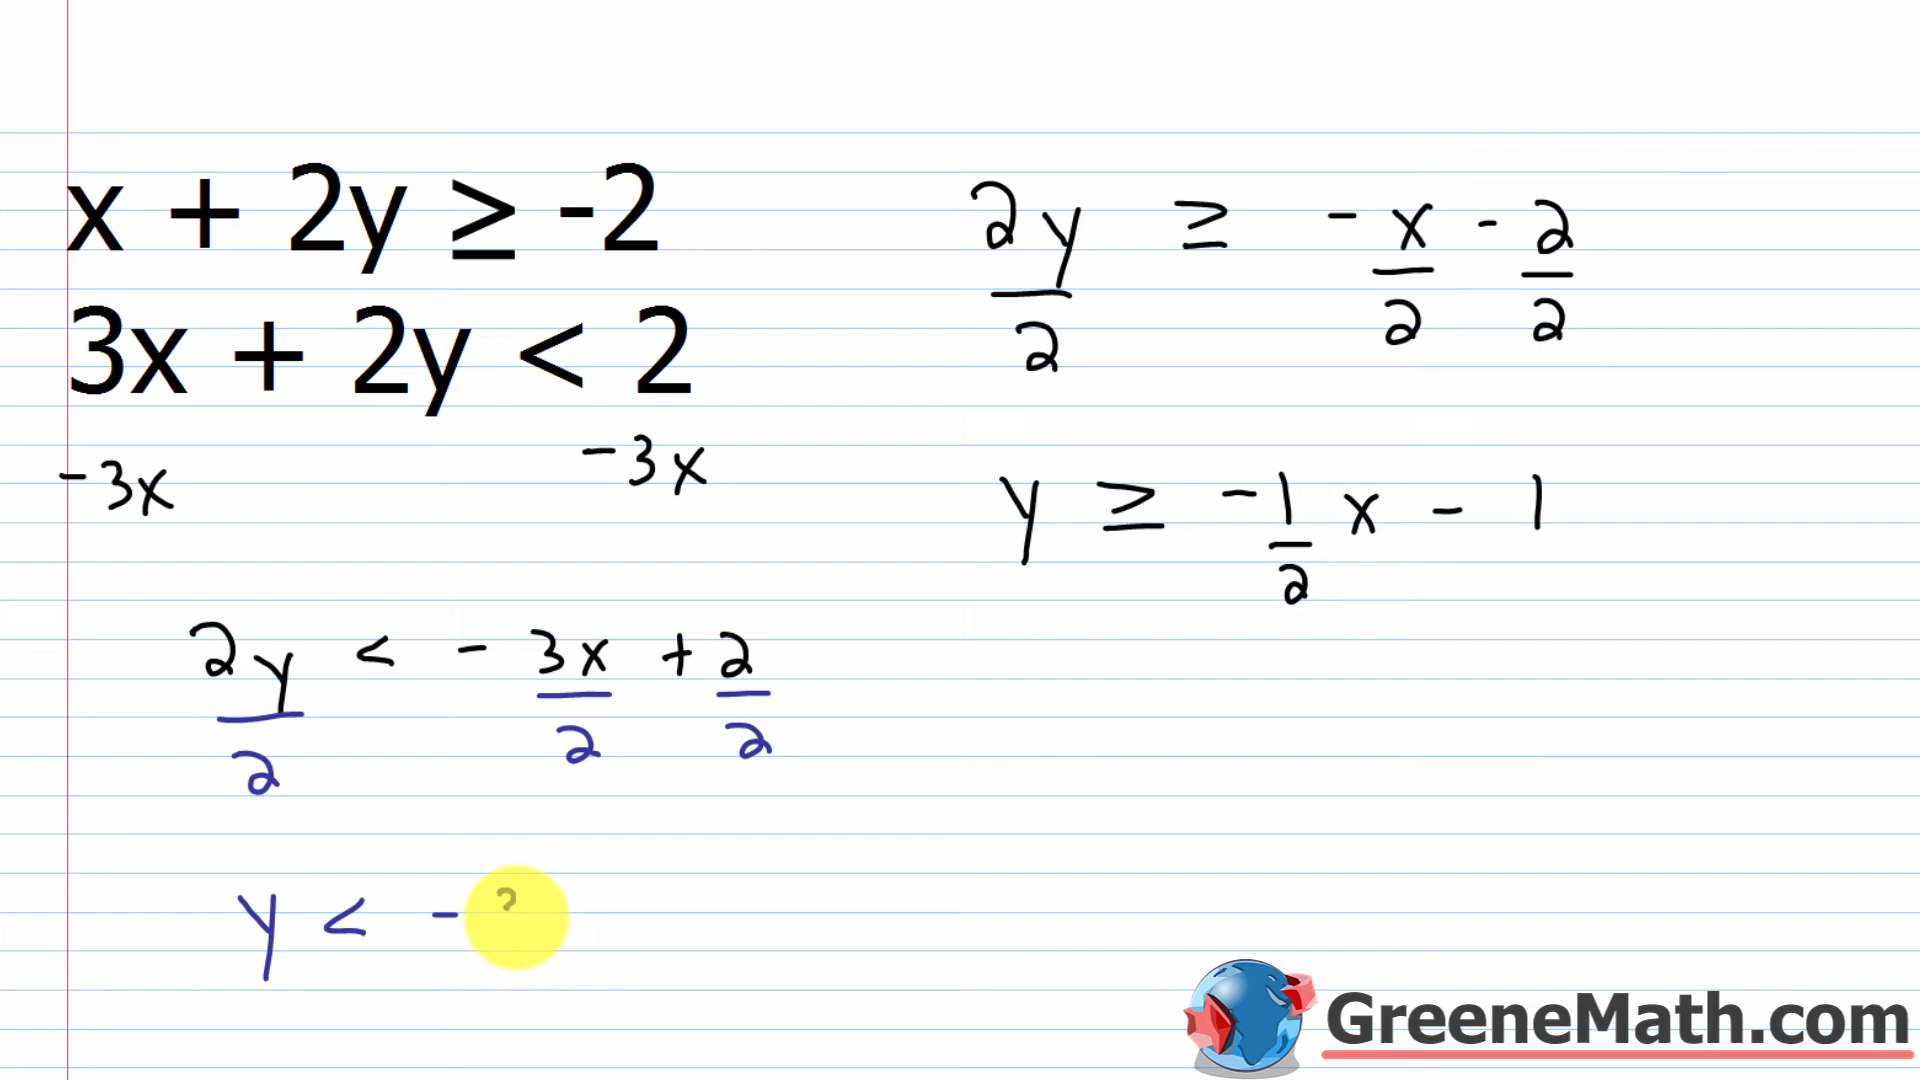 x + 2y ≥ -2
3x + 2y < 2
-3x -3x
2y < - 3x + 2
2 2 2
y < -
2y ≥ - x - 2
2 2 2
y ≥ - 1/2 x - 1
GreeneMath.com